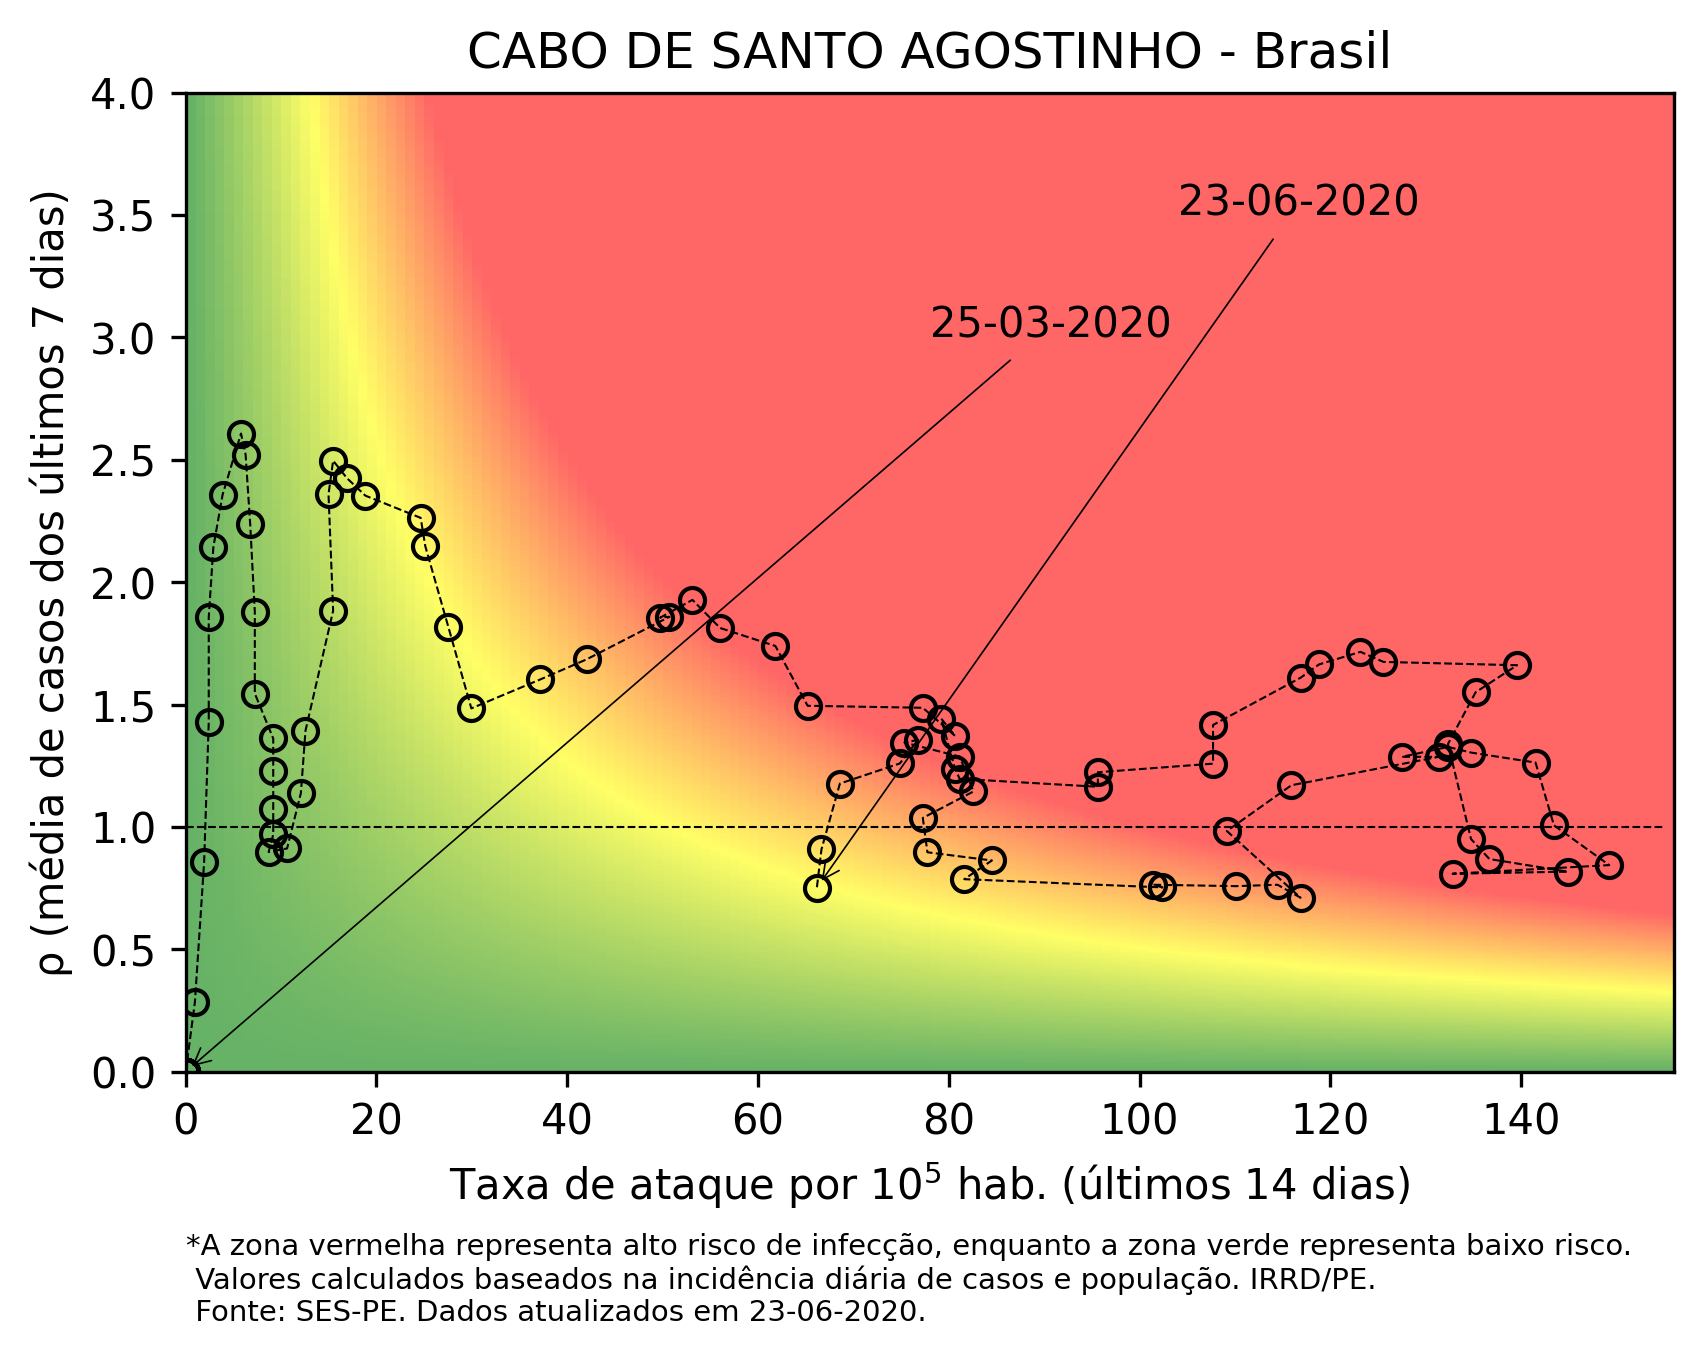 CABO DE SANTO AGOSTINHO - Brasil
4.0
3.5
3.0
2.5
2.0
1.5
1.0
0.5
0.0
ρ (média de casos dos últimos 7 dias)
23-06-2020
25-03-2020
0 20 40 60 80 100 120 140
Taxa de ataque por 10⁵ hab. (últimos 14 dias)
*A zona vermelha representa alto risco de infecção, enquanto a zona verde representa baixo risco.
Valores calculados baseados na incidência diária de casos e população. IRRD/PE.
Fonte: SES-PE. Dados atualizados em 23-06-2020.